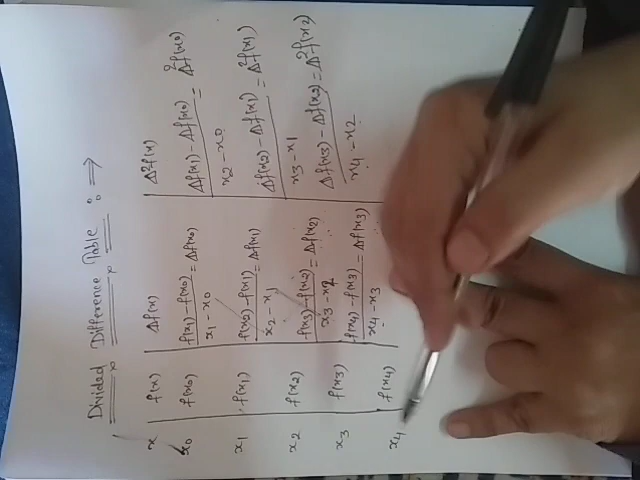 Divided Difference Table :⇒
x f(x) Δf(x) Δ²f(x)
x₀ f(x₀) f(x₁)-f(x₀)/x₁-x₀ = Δf(x₀) Δf(x₁)-Δf(x₀)/x₂-x₀ = Δ²f(x₀)
x₁ f(x₁) f(x₂)-f(x₁)/x₂-x₁ = Δf(x₁) Δf(x₂)-Δf(x₁)/x₃-x₁ = Δ²f(x₁)
x₂ f(x₂) f(x₃)-f(x₂)/x₃-x₂ = Δf(x₂) Δf(x₃)-Δf(x₂)/x₄-x₂ = Δ²f(x₂)
x₃ f(x₃) f(x₄)-f(x₃)/x₄-x₃ = Δf(x₃)
x₄ f(x₄)